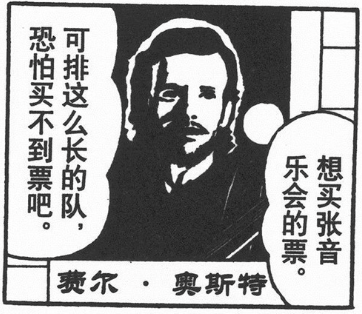 想买张音
乐会的票。
可排这么长的队，
恐怕买不到票吧。
费尔·奥斯特